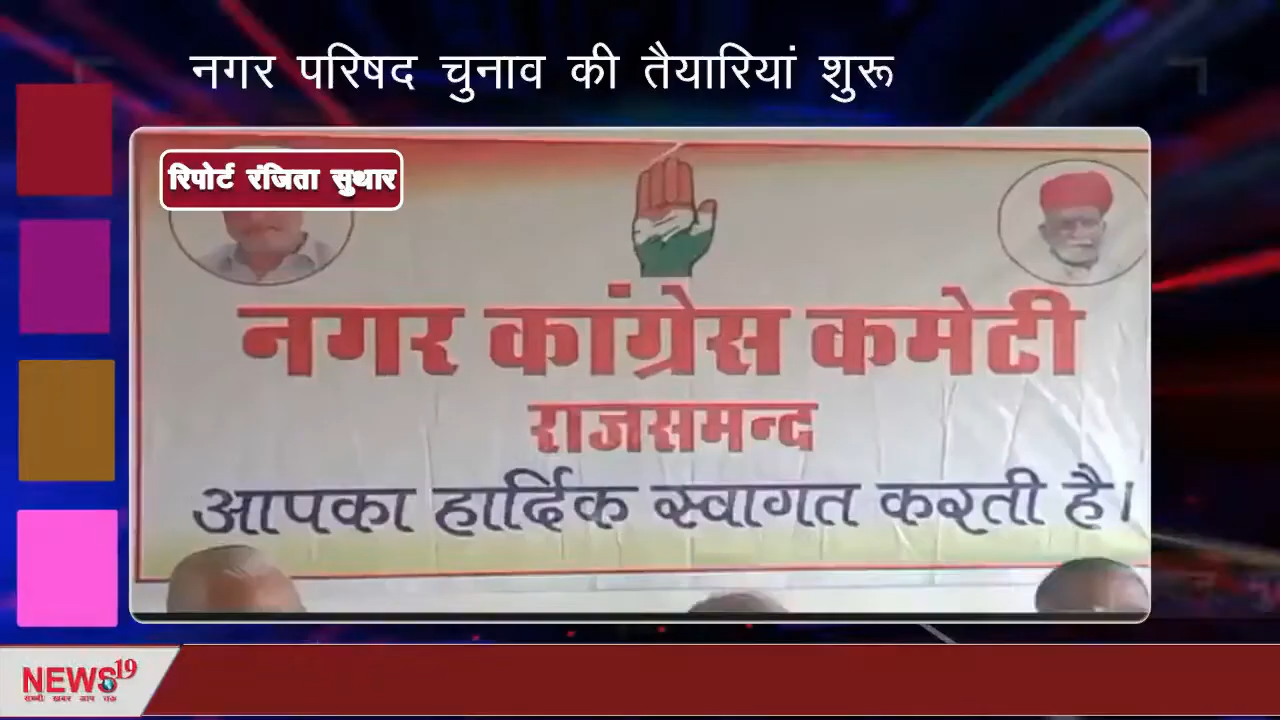 नगर परिषद चुनाव की तैयारियां शुरू
रिपोर्ट रंजिता सुथार
नगर कांग्रेस कमेटी
राजसमन्द
आपका हार्दिक स्वागत करती है।
NEWS19